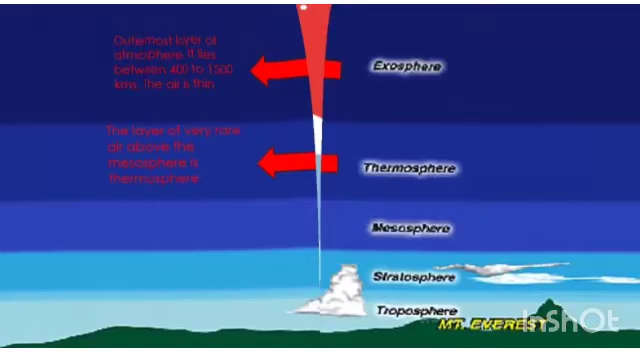 Outermost layer of
atmosphere. It lies
between 400 to 1500
kms. The air is thin
Exosphere
The layer of very rare
air above the
mesosphere is
thermosphere
Thermosphere
Mesosphere
Stratosphere
Troposphere
MT. EVEREST
InShOt